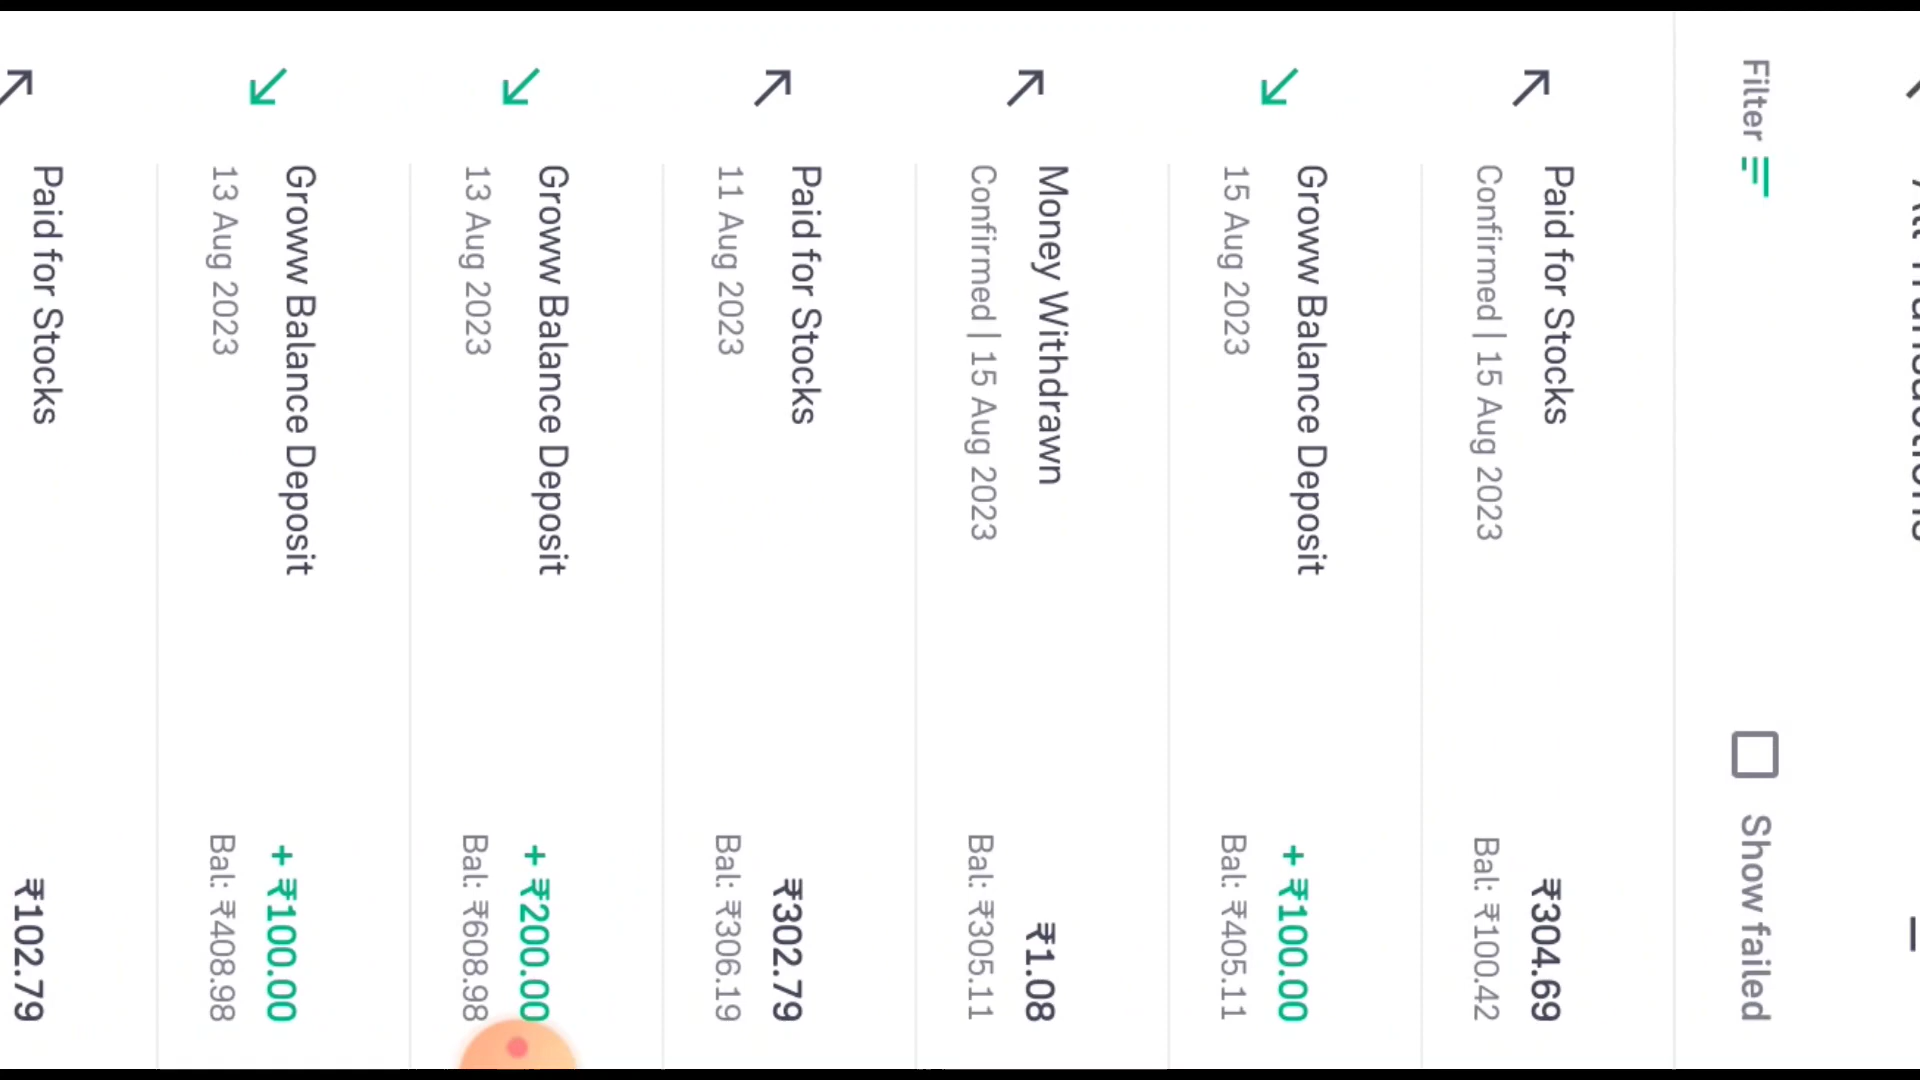 All Transactions
Filter
Show failed
Paid for Stocks
₹304.69
Confirmed | 15 Aug 2023
Bal: ₹100.42
Groww Balance Deposit
+ ₹100.00
15 Aug 2023
Bal: ₹405.11
Money Withdrawn
₹1.08
Confirmed | 15 Aug 2023
Bal: ₹305.11
Paid for Stocks
₹302.79
11 Aug 2023
Bal: ₹306.19
Groww Balance Deposit
+ ₹200.00
13 Aug 2023
Bal: ₹608.98
Groww Balance Deposit
+ ₹100.00
13 Aug 2023
Bal: ₹408.98
Paid for Stocks
₹102.79